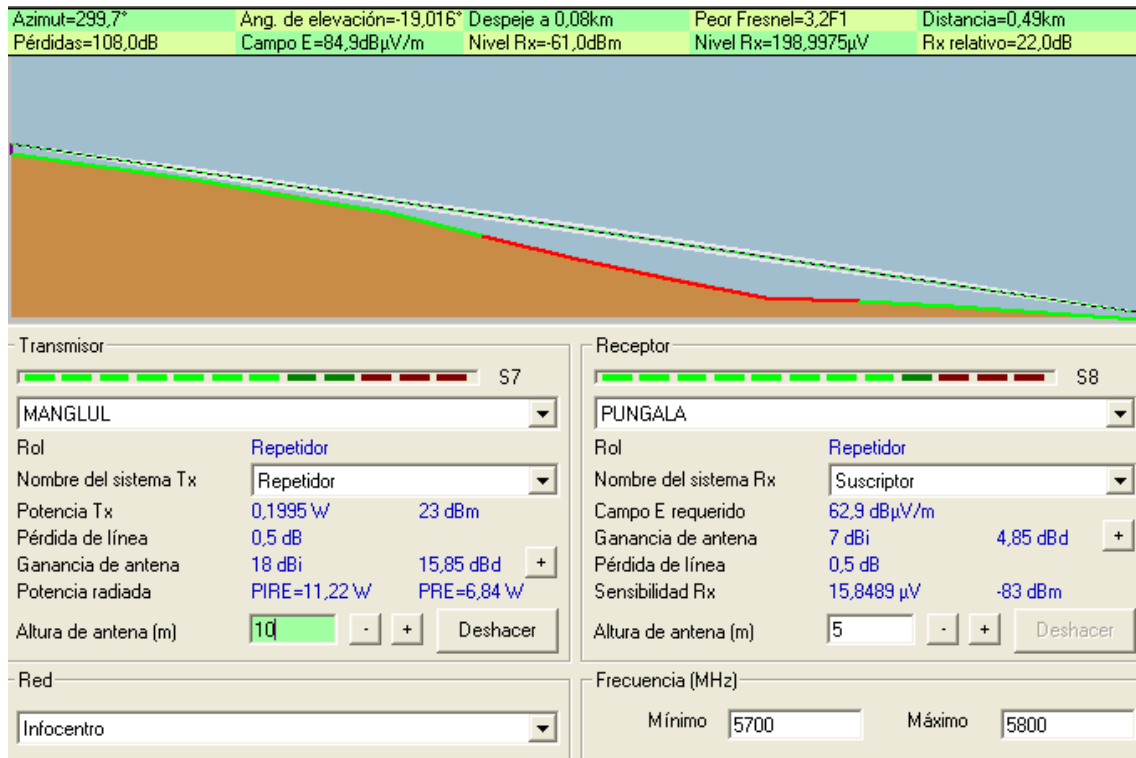 Azimut=299,7° Ang. de elevación=-19,016° Despeje a 0,08km Peor Fresnel=3,2F1 Distancia=0,49km
Pérdidas=108,0dB Campo E=84,9dBµV/m Nivel Rx=-61,0dBm Nivel Rx=198,9975µV Rx relativo=22,0dB
Transmisor Receptor
S7 S8
MANGLUL PUNGALA
Rol Repetidor Rol Repetidor
Nombre del sistema Tx Repetidor Nombre del sistema Rx Suscriptor
Potencia Tx 0,1995 W 23 dBm Campo E requerido 62,9 dBµV/m
Pérdida de línea 0,5 dB Ganancia de antena 7 dBi 4,85 dBd +
Ganancia de antena 18 dBi 15,85 dBd + Pérdida de línea 0,5 dB
Potencia radiada PIRE=11,22 W PRE=6,84 W Sensibilidad Rx 15,8489 µV -83 dBm
Altura de antena (m) 10 - + Deshacer Altura de antena (m) 5 - + Deshacer
Red Frecuencia (MHz)
Infocentro Mínimo 5700 Máximo 5800